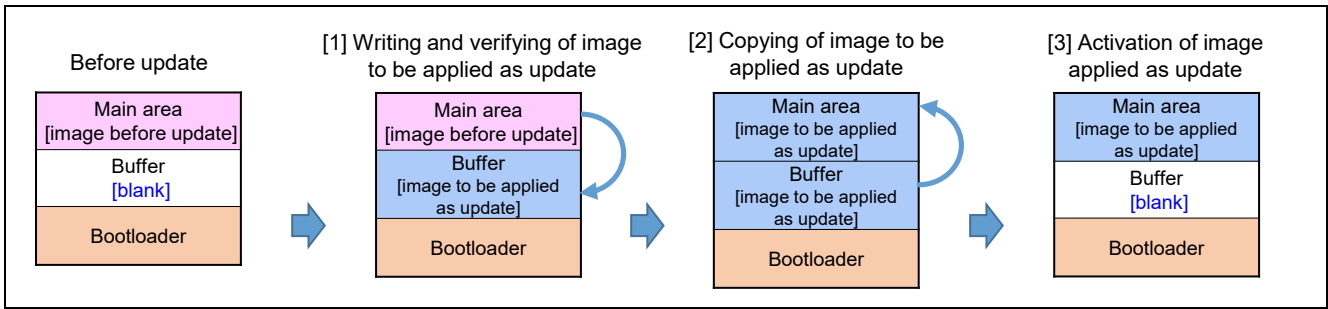 Before update
Main area
[image before update]
Buffer
[blank]
Bootloader
[1] Writing and verifying of image
to be applied as update
Main area
[image before update]
Buffer
[image to be applied
as update]
Bootloader
[2] Copying of image to be
applied as update
Main area
[image to be applied
as update]
Buffer
[image to be applied
as update]
Bootloader
[3] Activation of image
applied as update
Main area
[image to be applied
as update]
Buffer
[blank]
Bootloader